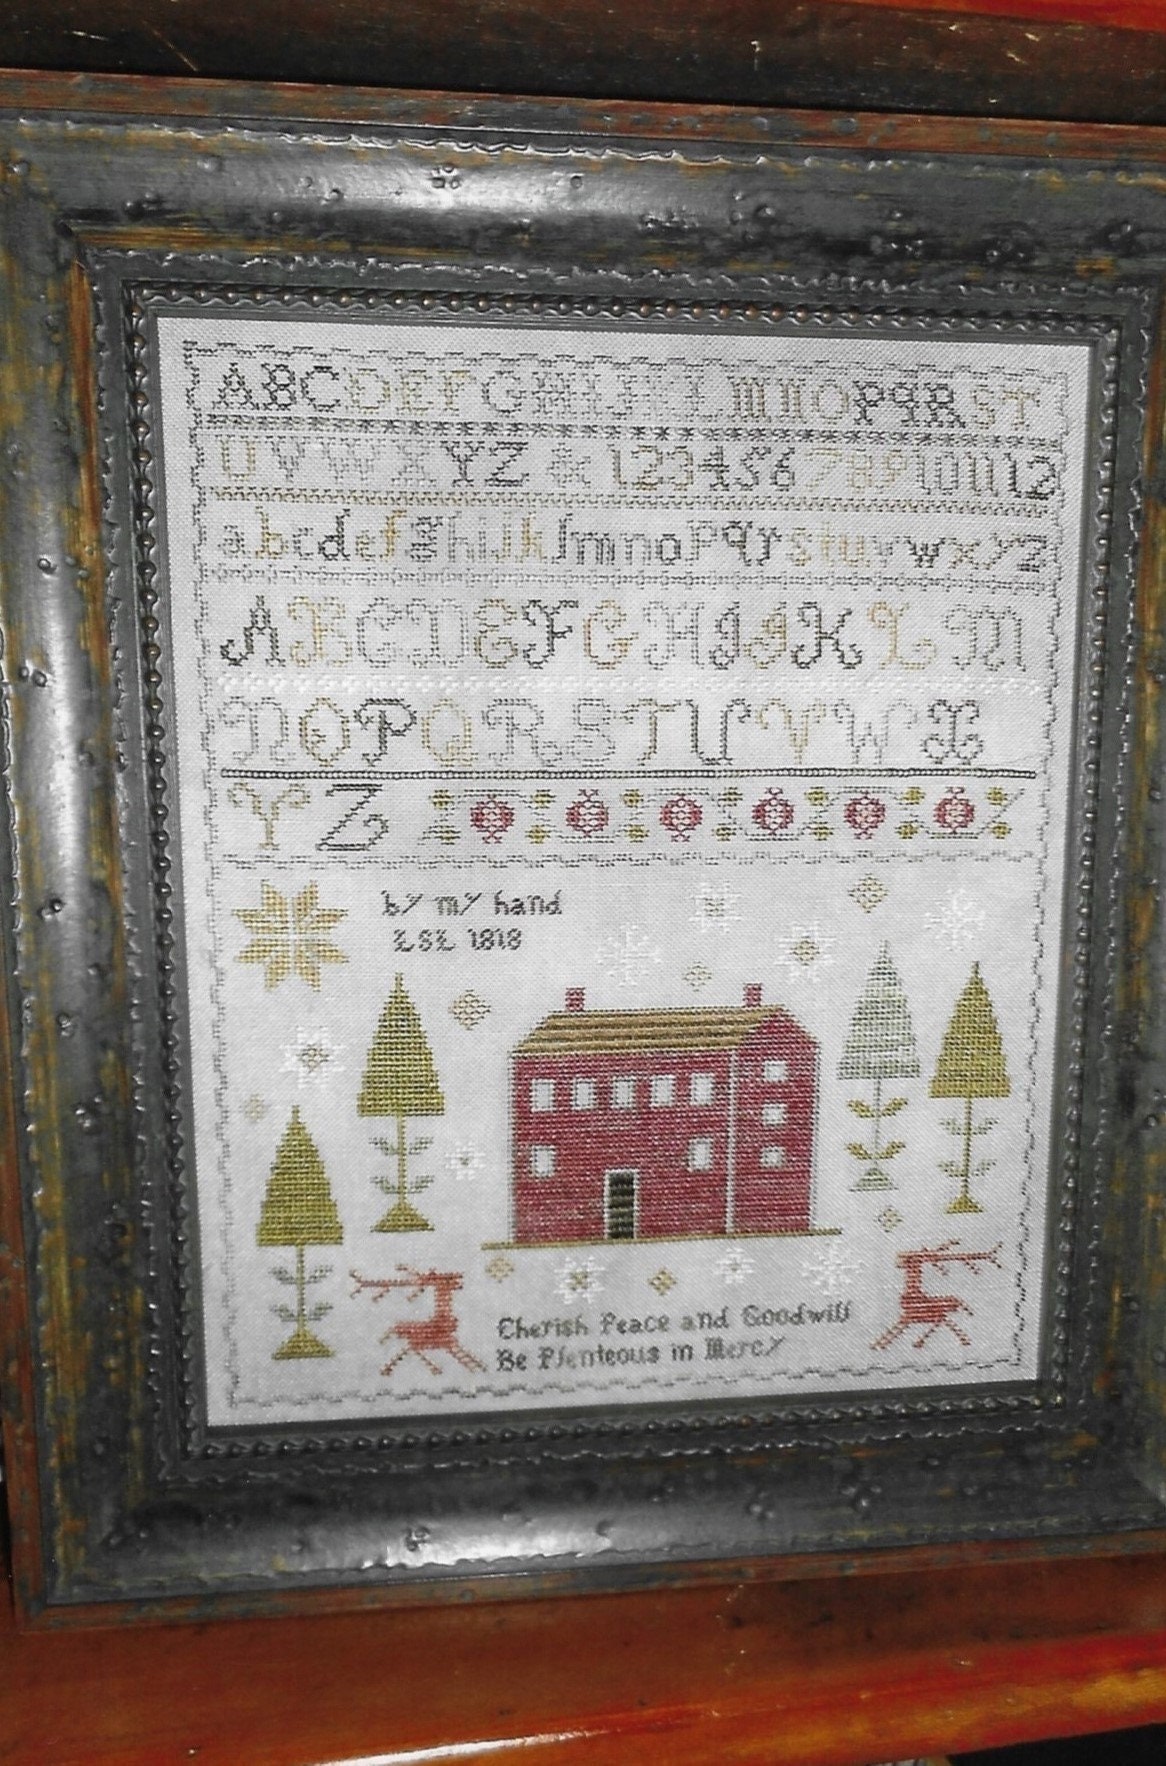 ABCDEFGHIJKLMNOPQRST
UVWXYZ & 123456789101112
abcdefghijklmnopqrstuvwxyz
ABCDEFGHIJKLM
NOPQRSTUVWX
YZ
by my hand
LSL 1818
Cherish Peace and Goodwill
Be Plenteous in Mercy